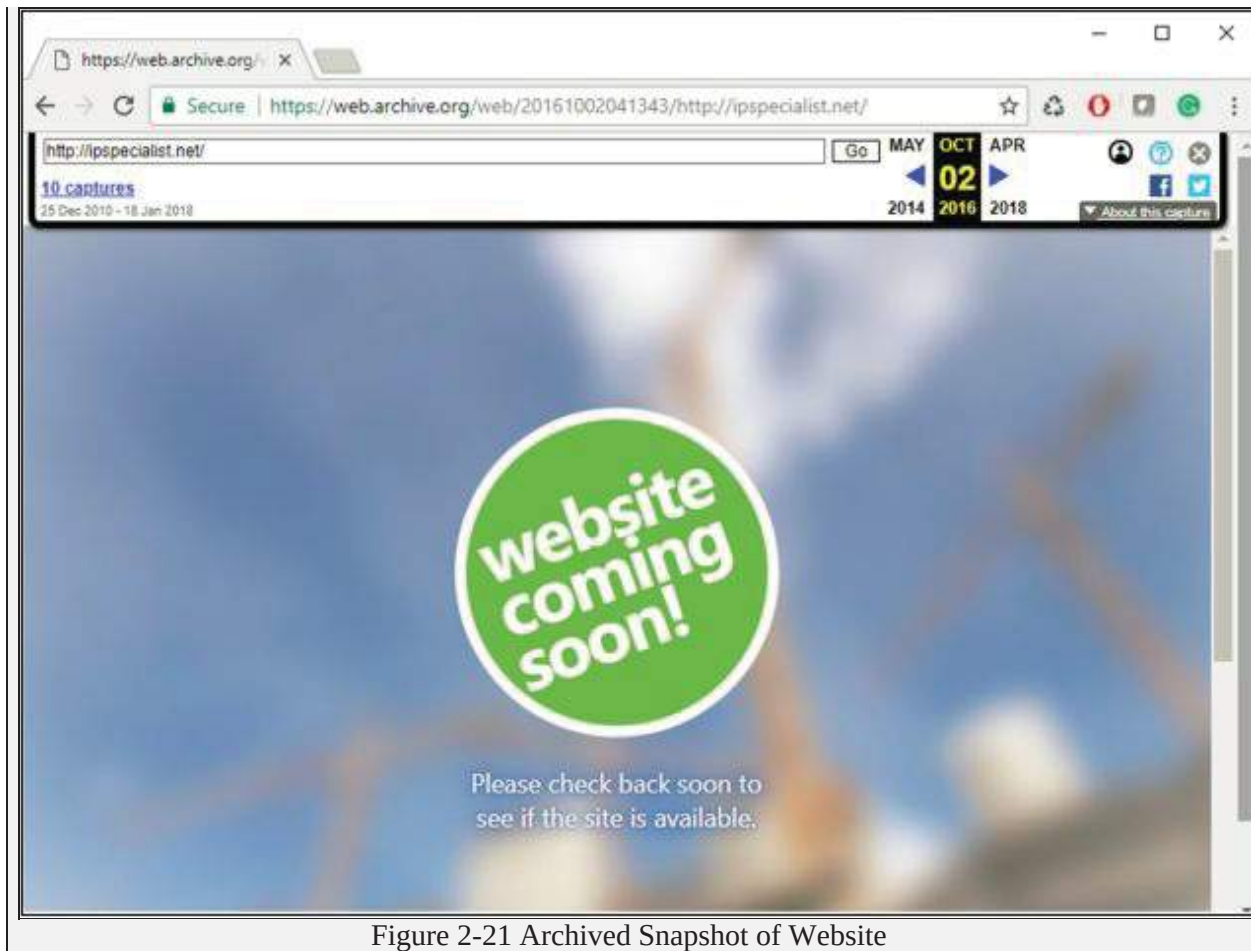 https://web.archive.org/
Secure | https://web.archive.org/web/20161002041343/http://ipspecialist.net/
http://ipspecialist.net/ Go MAY OCT APR
10 captures 02
25 Dec 2010 - 18 Jan 2018 2014 2016 2018 About this capture
website
coming
soon!
Please check back soon to
see if the site is available.
Figure 2-21 Archived Snapshot of Website